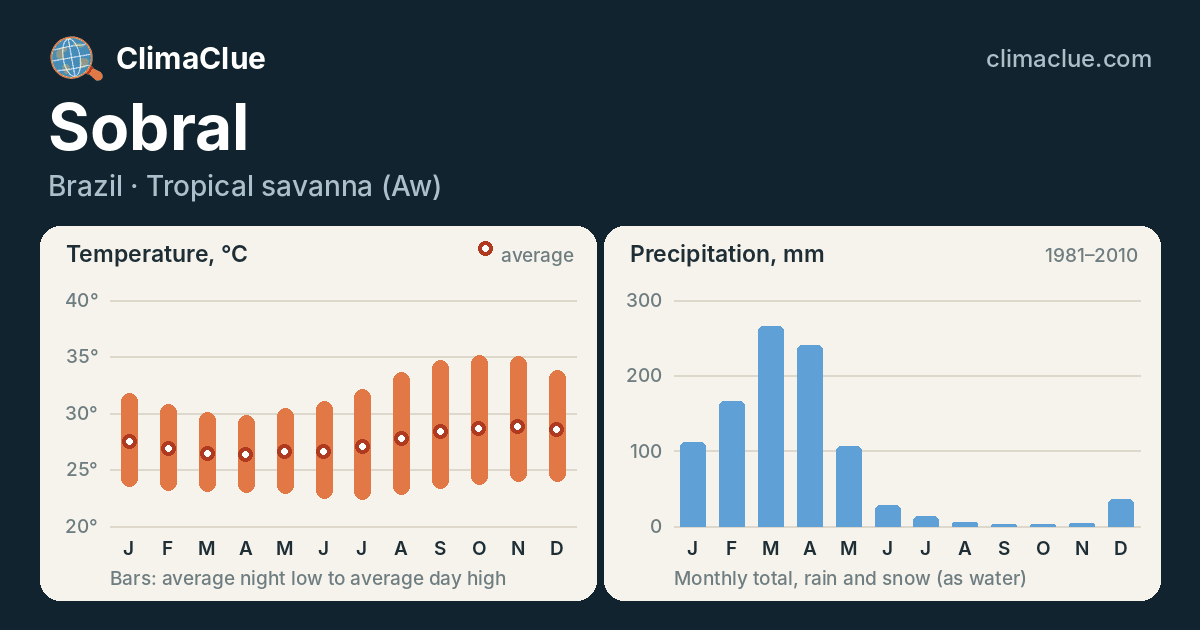 ClimaClue
climaclue.com
Sobral
Brazil · Tropical savanna (Aw)
Temperature, °C
average
40°
35°
30°
25°
20°
J F M A M J J A S O N D
Bars: average night low to average day high
Precipitation, mm
1981–2010
300
200
100
0
J F M A M J J A S O N D
Monthly total, rain and snow (as water)